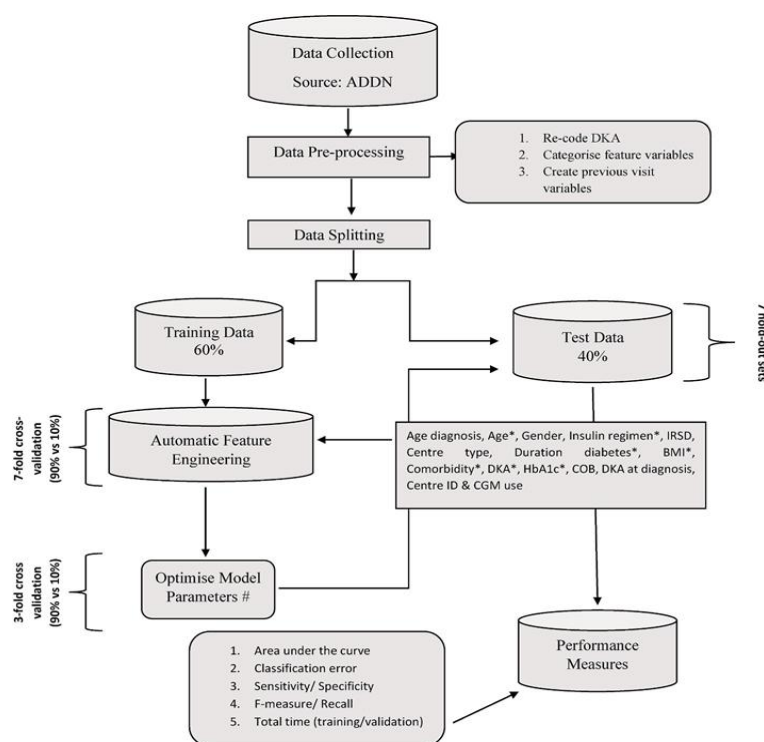 Data Collection
Source: ADDN
Data Pre-processing
1. Re-code DKA
2. Categorise feature variables
3. Create previous visit
variables
Data Splitting
Training Data
60%
Test Data
40%
7 hold-out sets
7-fold cross-
validation
(90% vs 10%)
Automatic Feature
Engineering
Age diagnosis, Age*, Gender, Insulin regimen*, IRSD,
Centre type, Duration diabetes*, BMI*,
Comorbidity*, DKA*, HbA1c*, COB, DKA at diagnosis,
Centre ID & CGM use
3-fold cross
validation
(90% vs 10%)
Optimise Model
Parameters #
1. Area under the curve
2. Classification error
3. Sensitivity/ Specificity
4. F-measure/ Recall
5. Total time (training/validation)
Performance
Measures